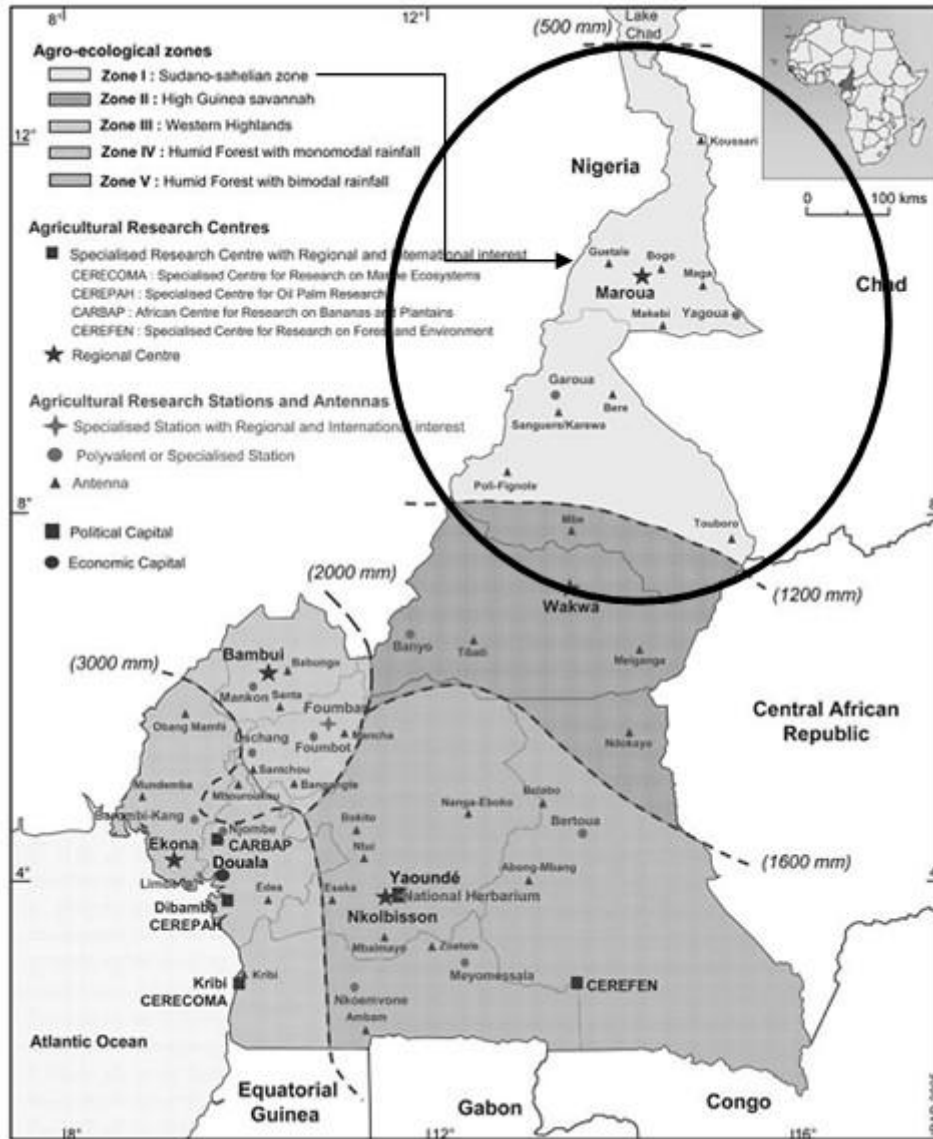 8°
12°
(500 mm)
Lake
Chad
Agro-ecological zones
Zone I : Sudano-sahelian zone
Zone II : High Guinea savannah
Zone III : Western Highlands
Zone IV : Humid Forest with monomodal rainfall
Zone V : Humid Forest with bimodal rainfall
12°
Nigeria
Kousseri
0 100 kms
Agricultural Research Centres
Specialised Research Centre with Regional and International interest
CERECOMA : Specialised Centre for Research on Marine Ecosystems
CEREPAH : Specialised Centre for Oil Palm Research
CARBAP : African Centre for Research on Bananas and Plantains
CEREFEN : Specialised Centre for Research on Forest and Environment
Regional Centre
Guetale
Bogo
Maroua
Maga
Chad
Makabi
Yagoua
Agricultural Research Stations and Antennas
Specialised Station with Regional and International interest
Polyvalent or Specialised Station
Antenna
Political Capital
Economic Capital
Garoua
Bere
Sanguere/Karewa
Poli-Fignole
8°
Mbe
Touboro
(2000 mm)
(1200 mm)
Wakwa
Banyo
Tibati
Meiganga
(3000 mm)
Bambui
Babungo
Mankon
Santa
Foumban
Obang Mamfé
Dschang
Foumbot
Mancha
Central African
Republic
Ndokayo
Santchou
Mbouroukou
Bangangte
Mundemba
Barombi-Kang
Nanga-Eboko
Belabo
Bertoua
Njombe
CARBAP
Bokito
Ntui
(1600 mm)
Ekona
Douala
Abong-Mbang
4°
Limbe
Edea
Eseka
Yaoundé
National Herbarium
Dibamba
CEREPAH
Nkolbisson
Mbalmayo
Zoetele
Meyomessala
Kribi
Kribi
CERECOMA
CEREFEN
Nkoemvone
Ambam
Atlantic Ocean
Equatorial
Guinea
Gabon
Congo
8°
12°
16°